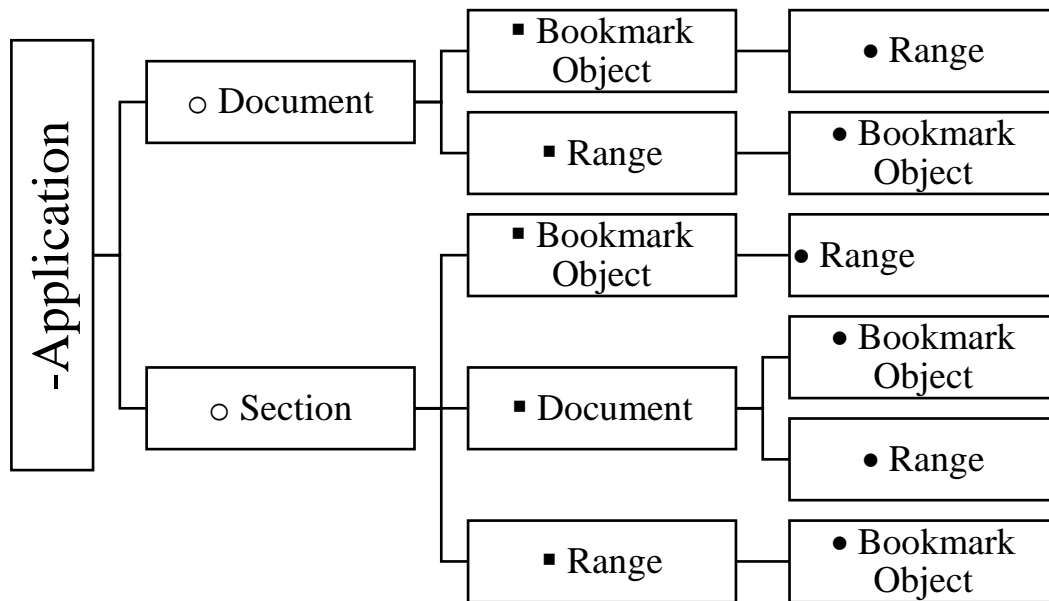 -Application
○ Document
▪ Bookmark
Object
● Range
▪ Range
● Bookmark
Object
○ Section
▪ Bookmark
Object
● Range
▪ Document
● Bookmark
Object
● Range
▪ Range
● Bookmark
Object